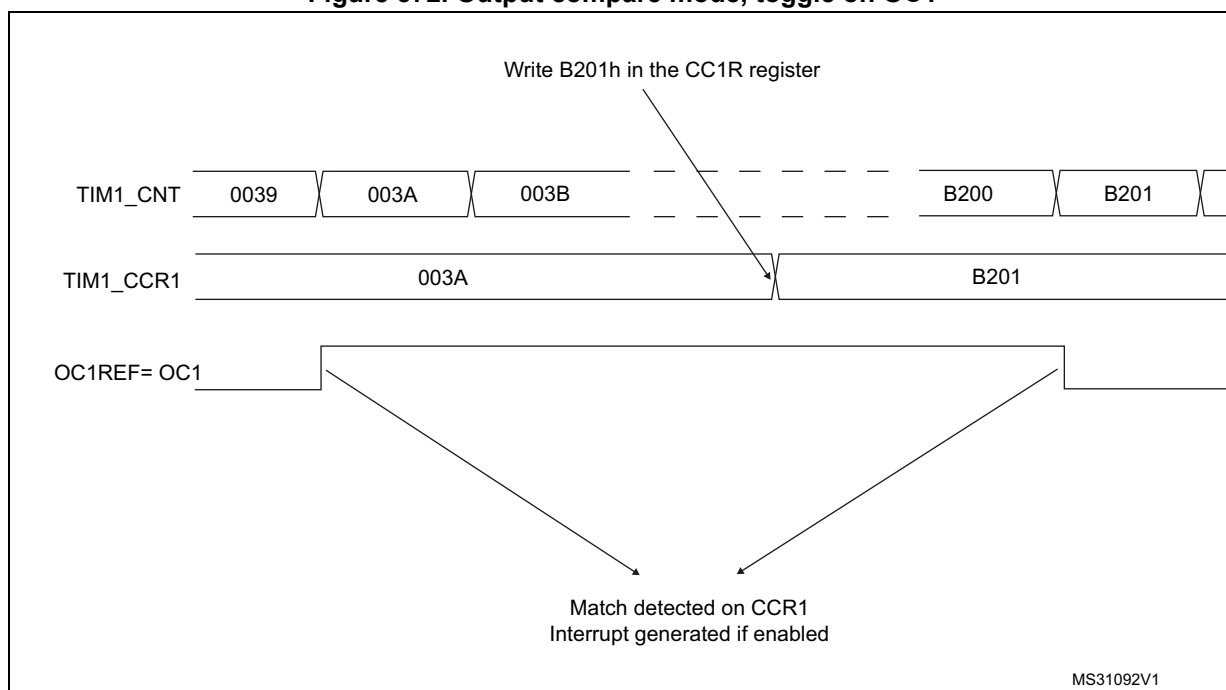 Write B201h in the CC1R register
TIM1_CNT 0039 003A 003B B200 B201
TIM1_CCR1 003A B201
OC1REF= OC1
Match detected on CCR1
Interrupt generated if enabled
MS31092V1